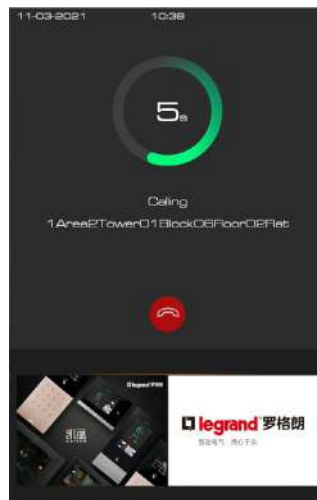 11-03-2021 10:38
5s
Calling
1Area2Tower01Block06Floor02Flat
legrand 罗格朗